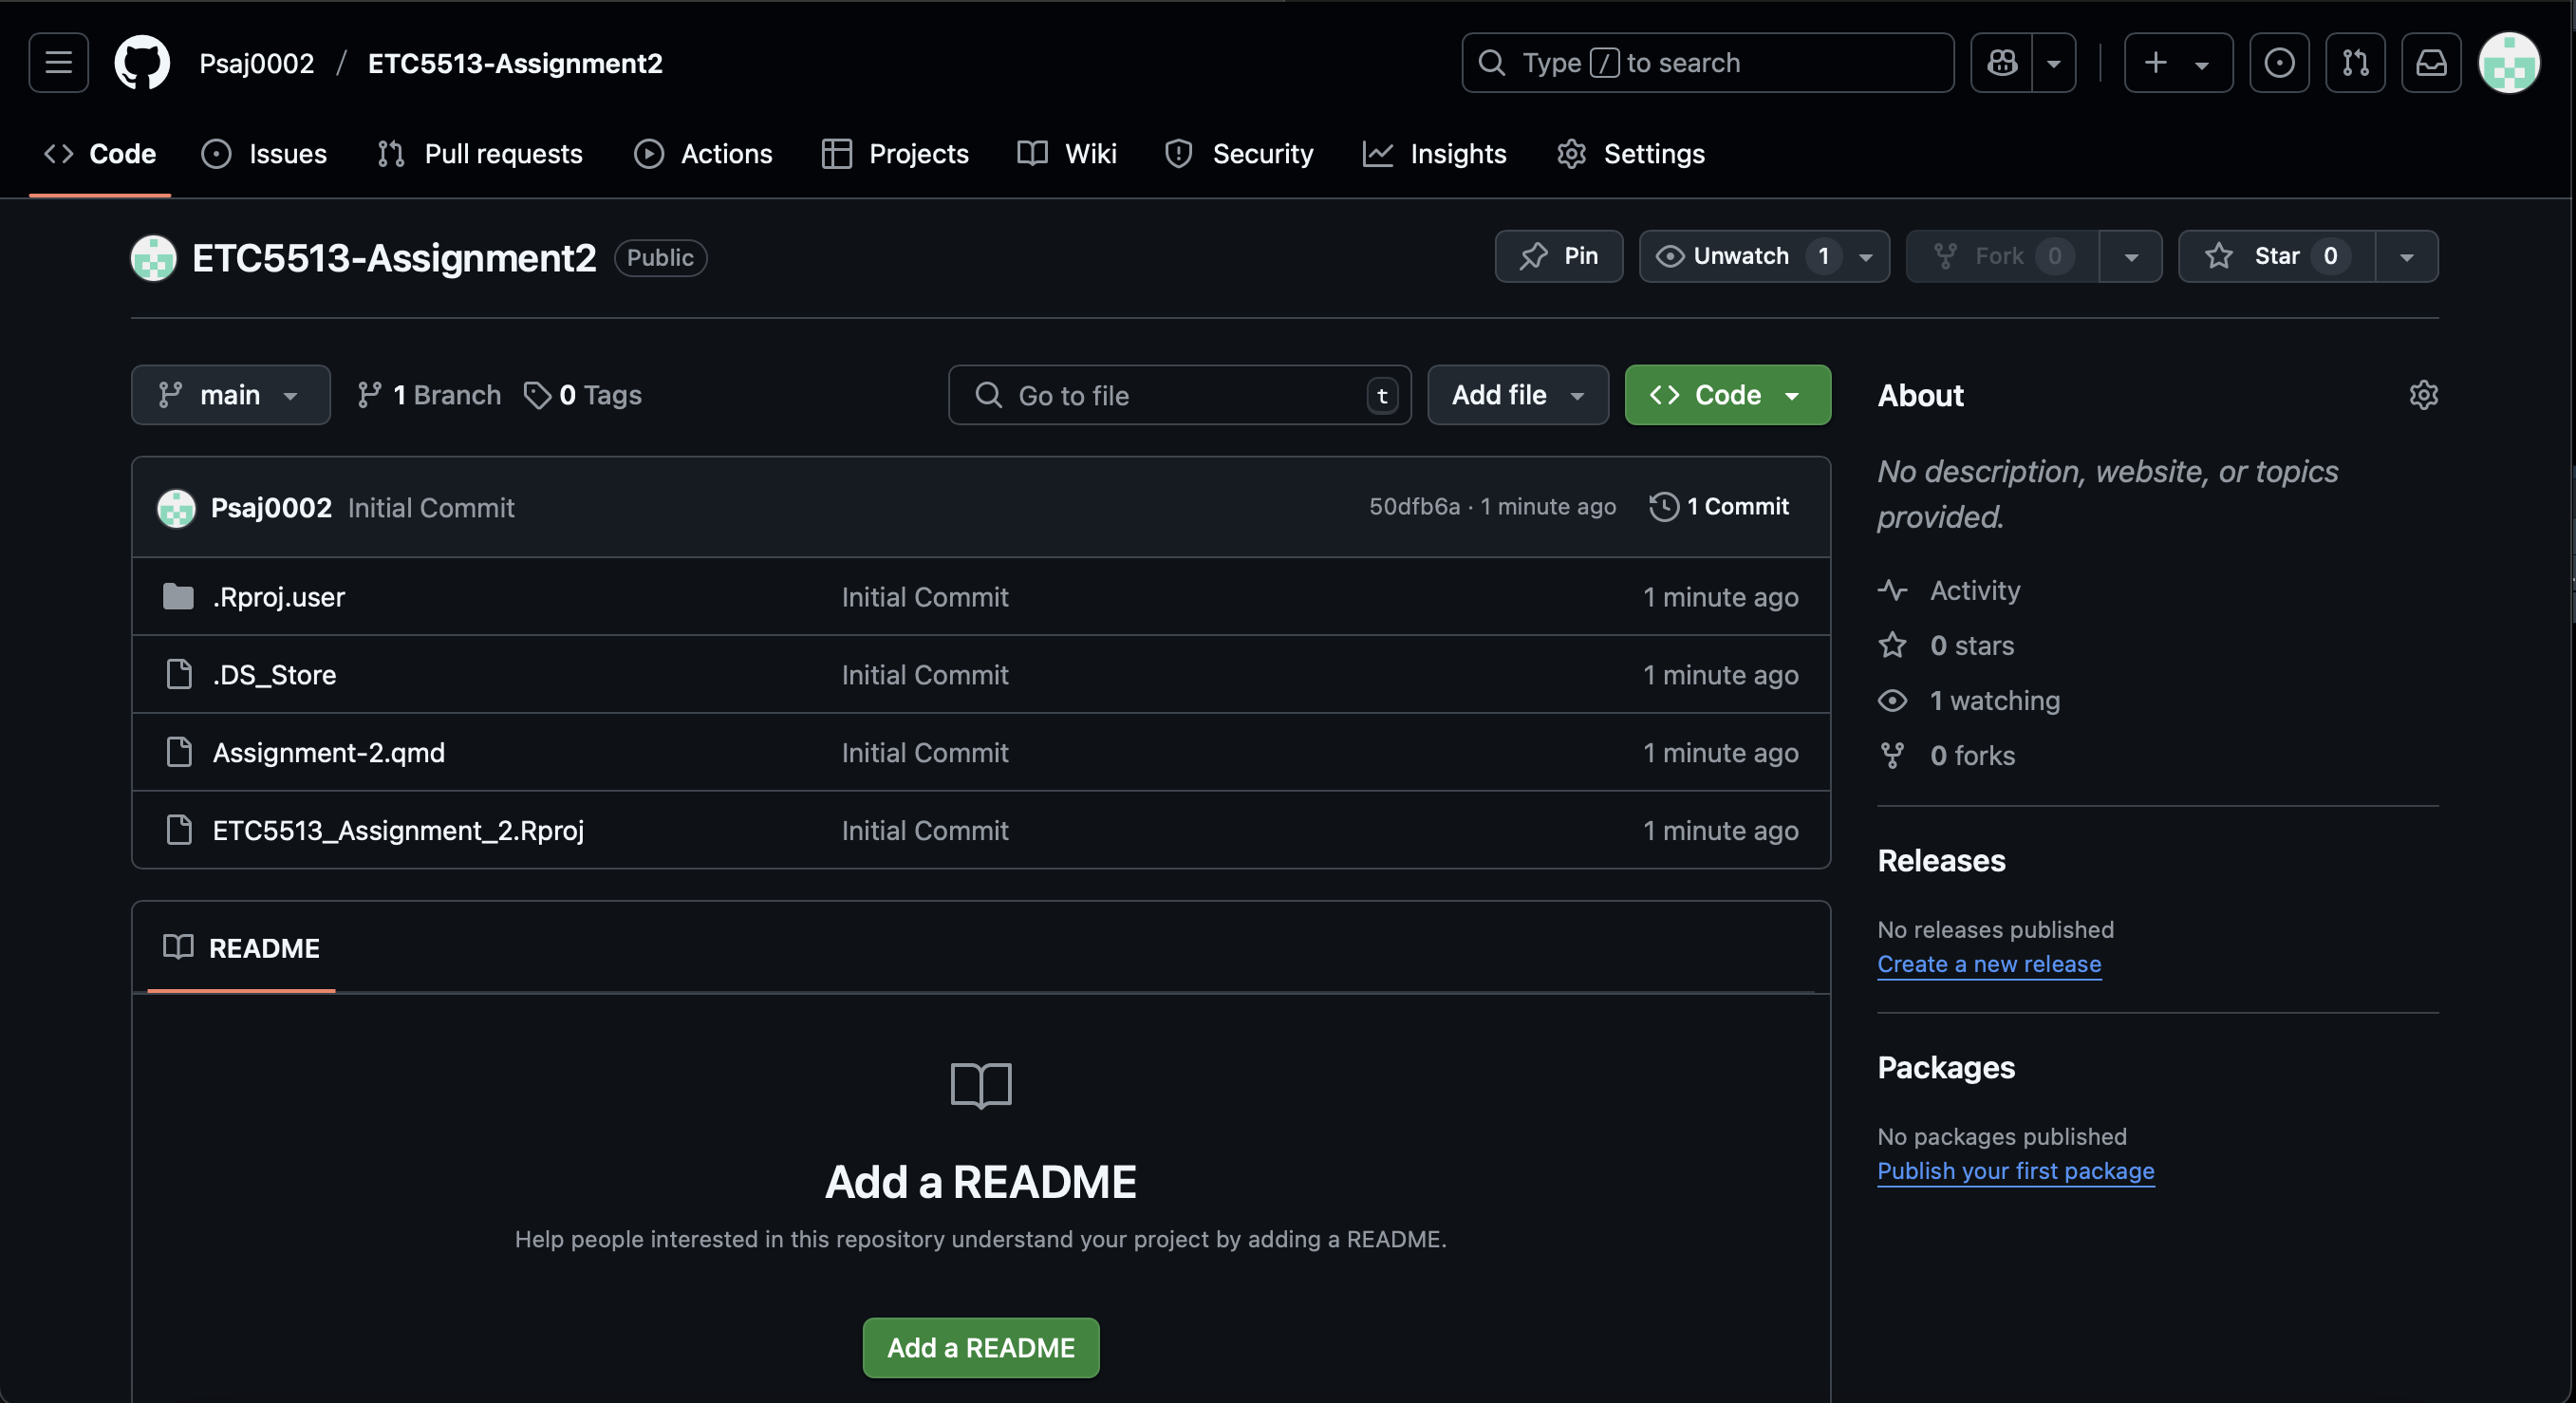 Psaj0002 / ETC5513-Assignment2
Type / to search
Code Issues Pull requests Actions Projects Wiki Security Insights Settings
ETC5513-Assignment2 Public
Pin Unwatch 1 Fork 0 Star 0
main 1 Branch 0 Tags Go to file t Add file Code
Psaj0002 Initial Commit 50dfb6a · 1 minute ago 1 Commit
.Rproj.user Initial Commit 1 minute ago
.DS_Store Initial Commit 1 minute ago
Assignment-2.qmd Initial Commit 1 minute ago
ETC5513_Assignment_2.Rproj Initial Commit 1 minute ago
README
Add a README
Help people interested in this repository understand your project by adding a README.
Add a README
About
No description, website, or topics
provided.
Activity
0 stars
1 watching
0 forks
Releases
No releases published
Create a new release
Packages
No packages published
Publish your first package